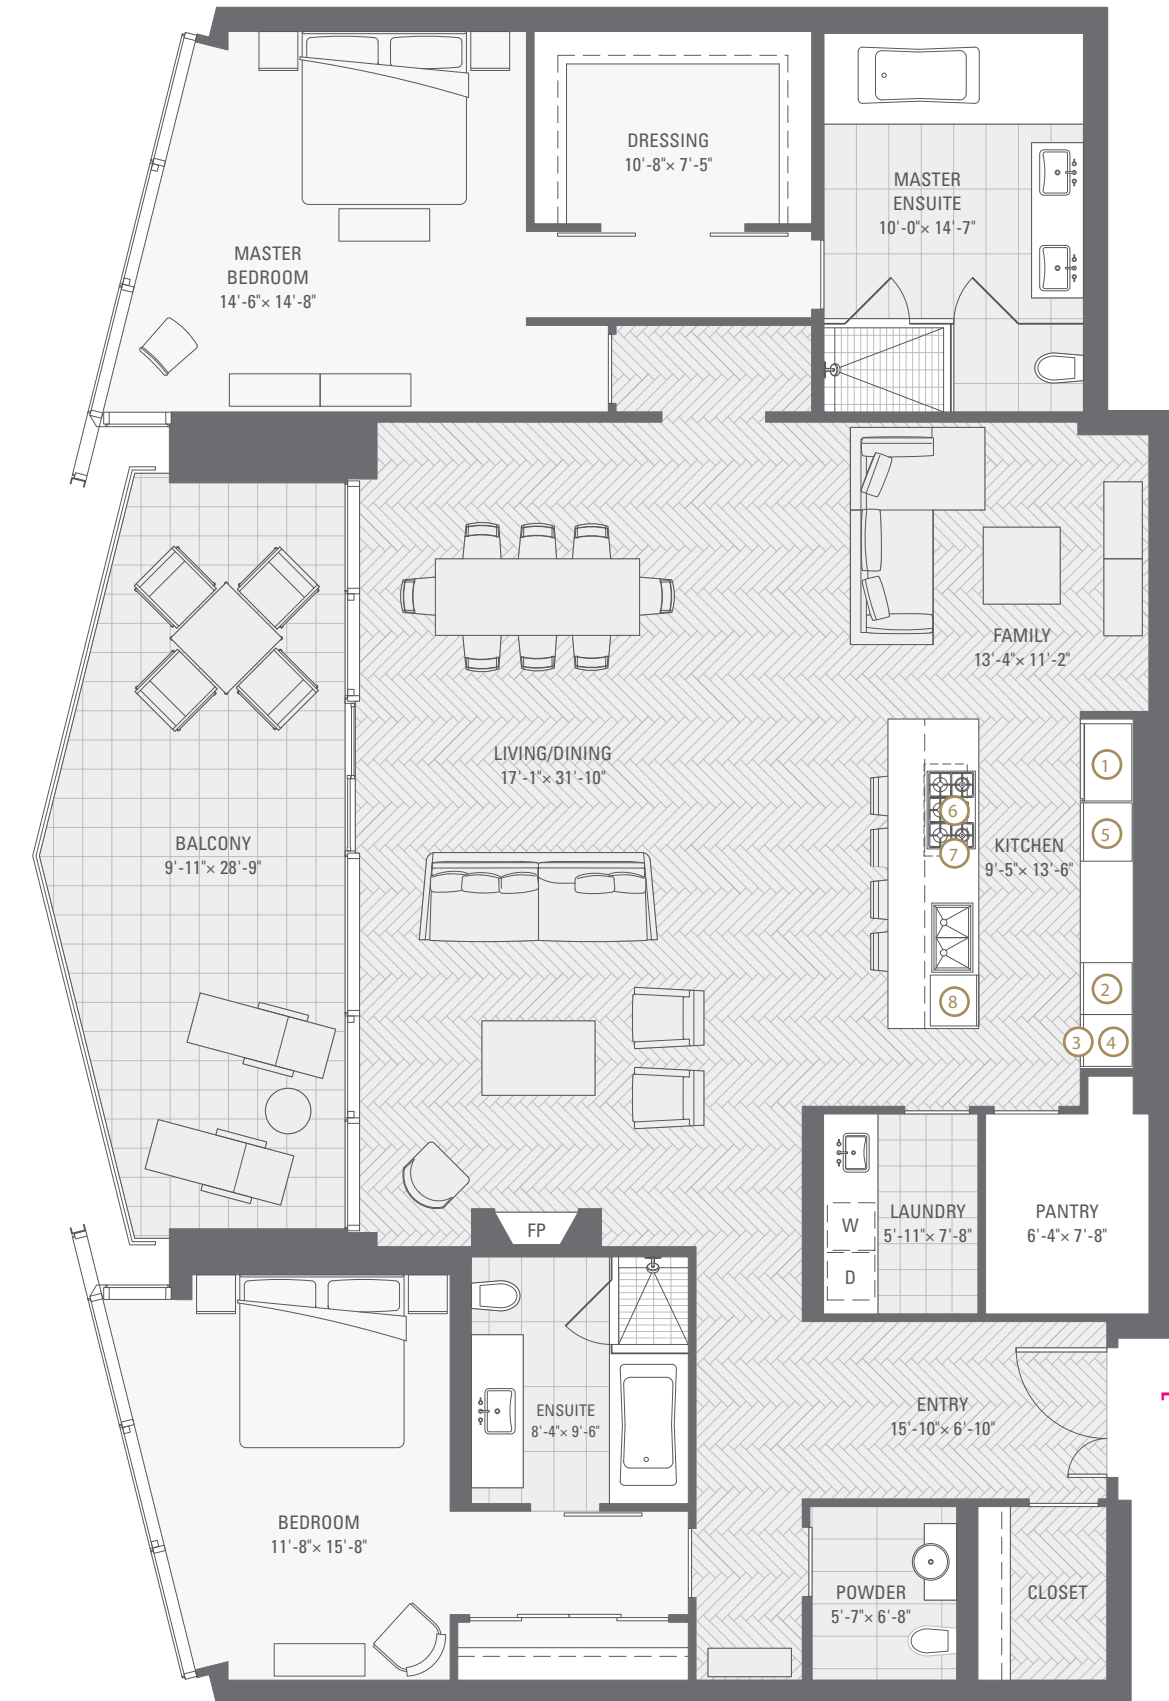 DRESSING
10'-8"× 7'-5"
MASTER
ENSUITE
10'-0"× 14'-7"
MASTER
BEDROOM
14'-6"× 14'-8"
FAMILY
13'-4"× 11'-2"
LIVING/DINING
17'-1"× 31'-10"
1
6
5
7
KITCHEN
9'-5"× 13'-6"
BALCONY
9'-11"× 28'-9"
8
2
3
4
LAUNDRY
5'-11"× 7'-8"
W
D
PANTRY
6'-4"× 7'-8"
FP
ENSUITE
8'-4"× 9'-6"
ENTRY
15'-10"× 6'-10"
BEDROOM
11'-8"× 15'-8"
POWDER
5'-7"× 6'-8"
CLOSET